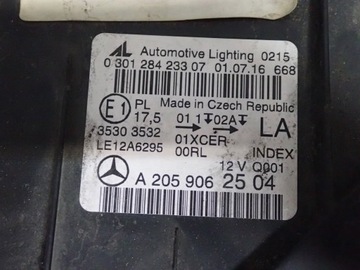 AL Automotive Lighting 0215
0 301 284 233 07 01.07.16 668
E1 PL Made in Czech Republic
17,5 01 1 02A LA
3530 3532
LE12A6295 01XCER
00RL INDEX
12 V Q001
A 205 906 25 04